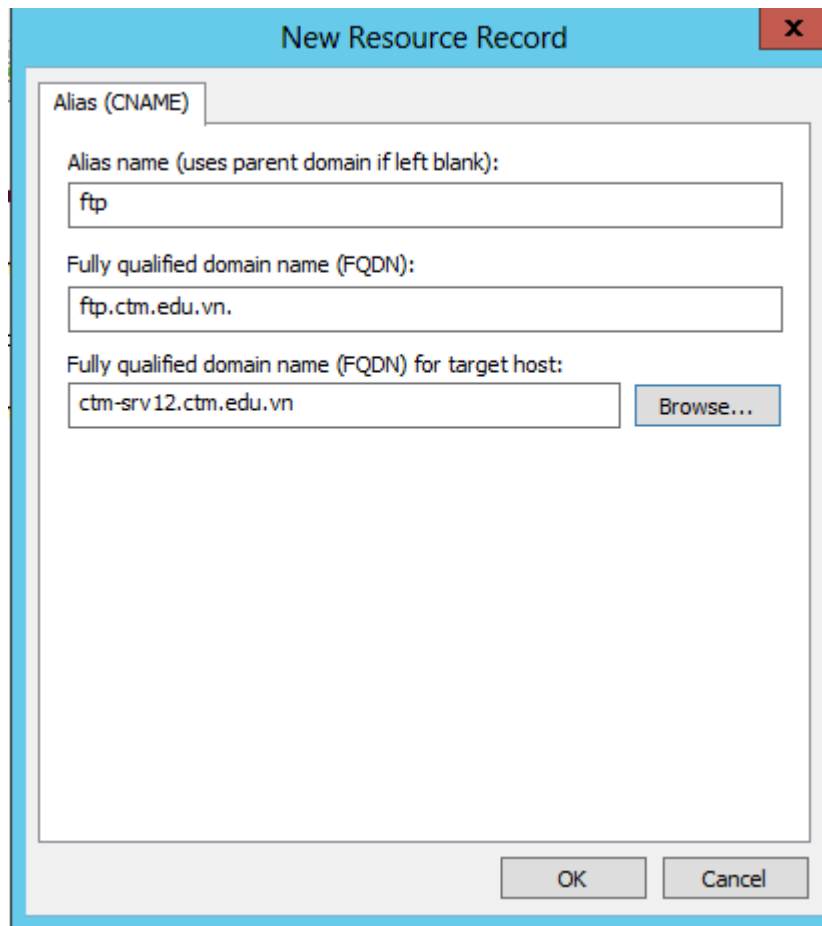 New Resource Record
x
Alias (CNAME)
Alias name (uses parent domain if left blank):
ftp
Fully qualified domain name (FQDN):
ftp.ctm.edu.vn.
Fully qualified domain name (FQDN) for target host:
ctm-srv12.ctm.edu.vn Browse...
OK Cancel